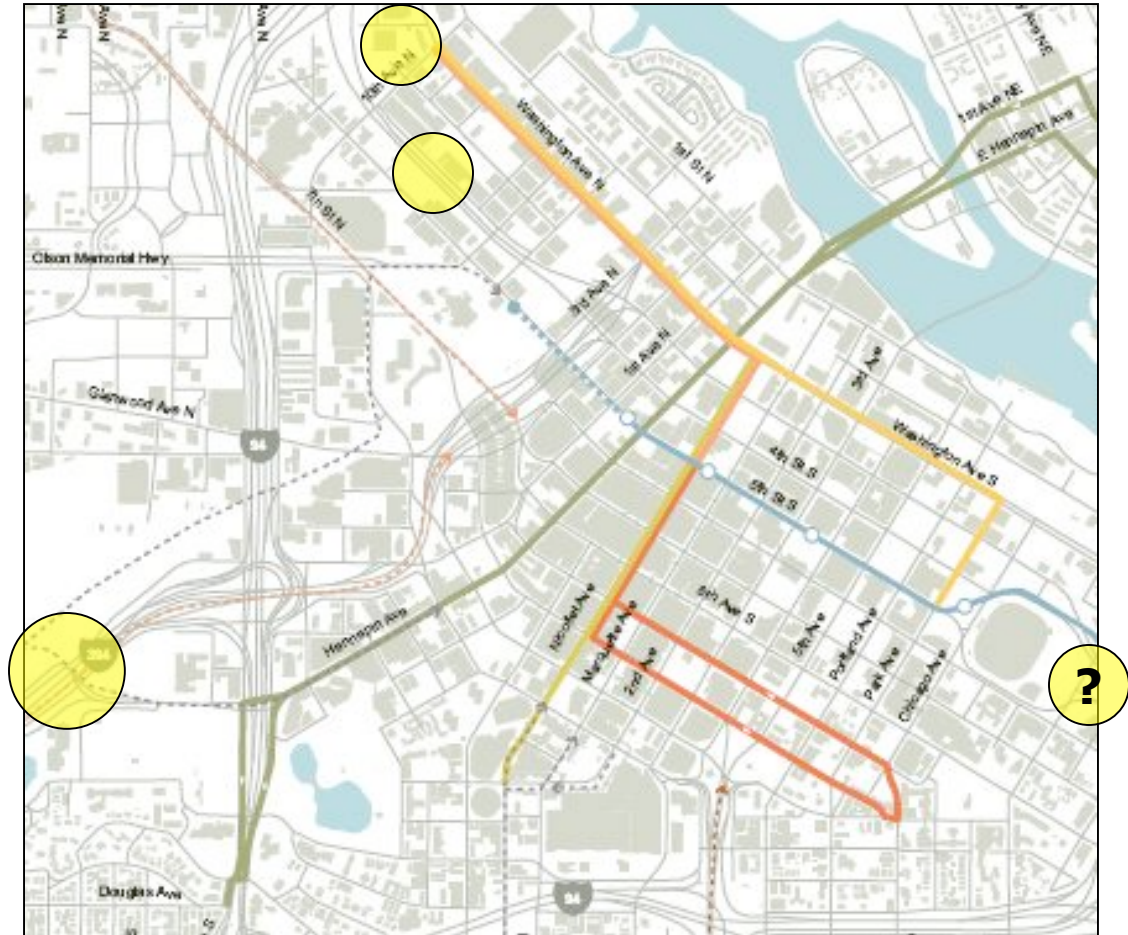 Ave N
Ave N
Ave N
10th Ave N
Washington Ave N
1st St N
1st Ave NE
E Hennepin Ave
7th St N
Olson Memorial Hwy
3rd Ave N
1st Ave N
3rd Ave
Glenwood Ave N
94
Washington Ave S
4th St S
5th St S
Hennepin Ave
Nicollet Ave
Marquette Ave
2nd Ave
5th Ave
Portland Ave
Park Ave
Chicago Ave
394
?
Douglas Ave
94
S